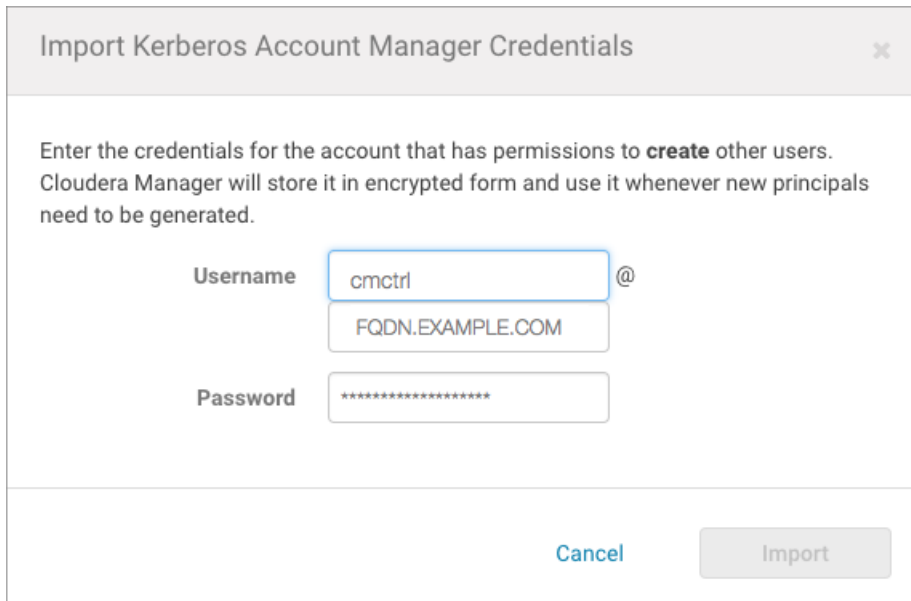 Import Kerberos Account Manager Credentials ×
Enter the credentials for the account that has permissions to create other users.
Cloudera Manager will store it in encrypted form and use it whenever new principals
need to be generated.
Username cmctrl @
FQDN.EXAMPLE.COM
Password *******************
Cancel Import